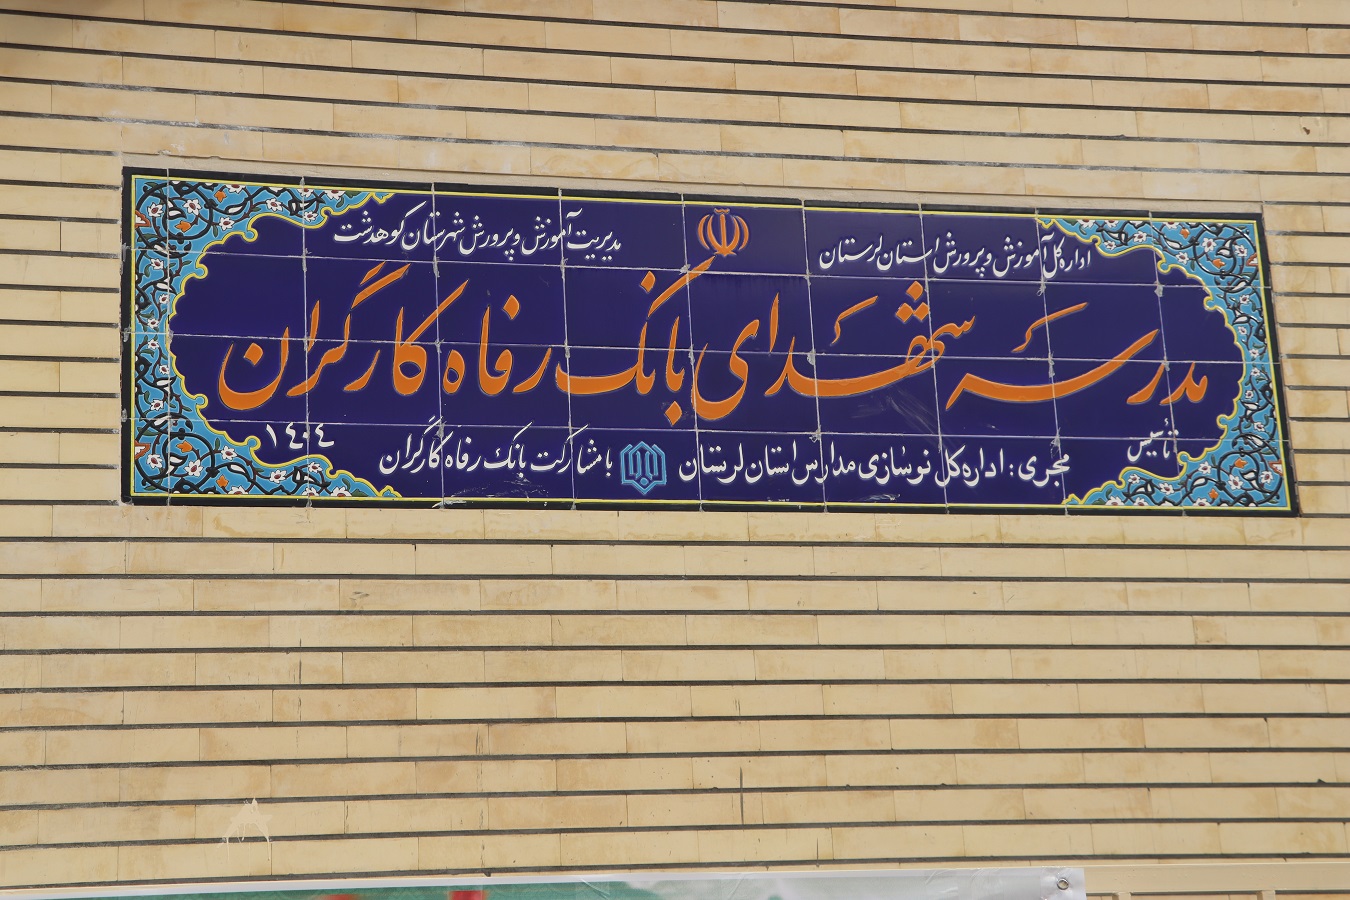 اداره کل آموزش و پرورش استان لرستان
مدیریت آموزش و پرورش شهرستان کوهدشت
مدرسه شهدای بانک رفاه کارگران
تأسیس ۱۴۰۴
مجری: اداره کل نوسازی مدارس استان لرستان با مشارکت بانک رفاه کارگران